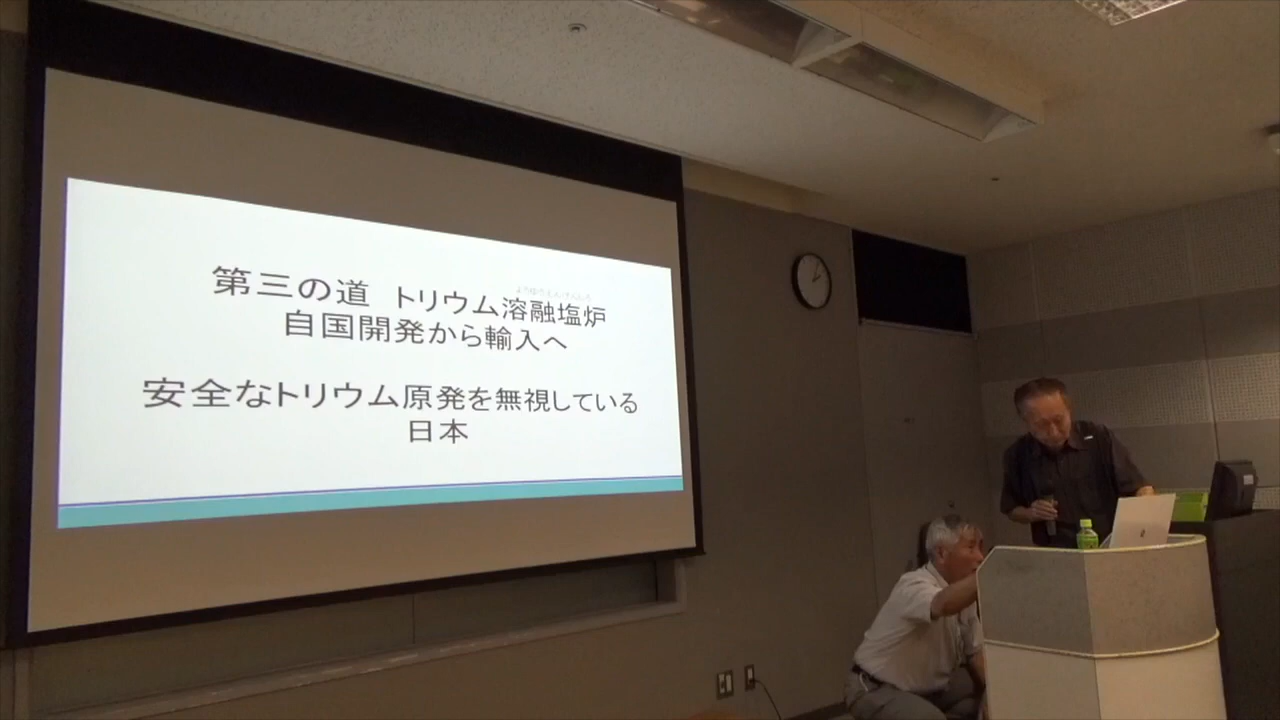 第三の道 トリウム溶融塩炉
自国開発から輸入へ
安全なトリウム原発を無視している
日本